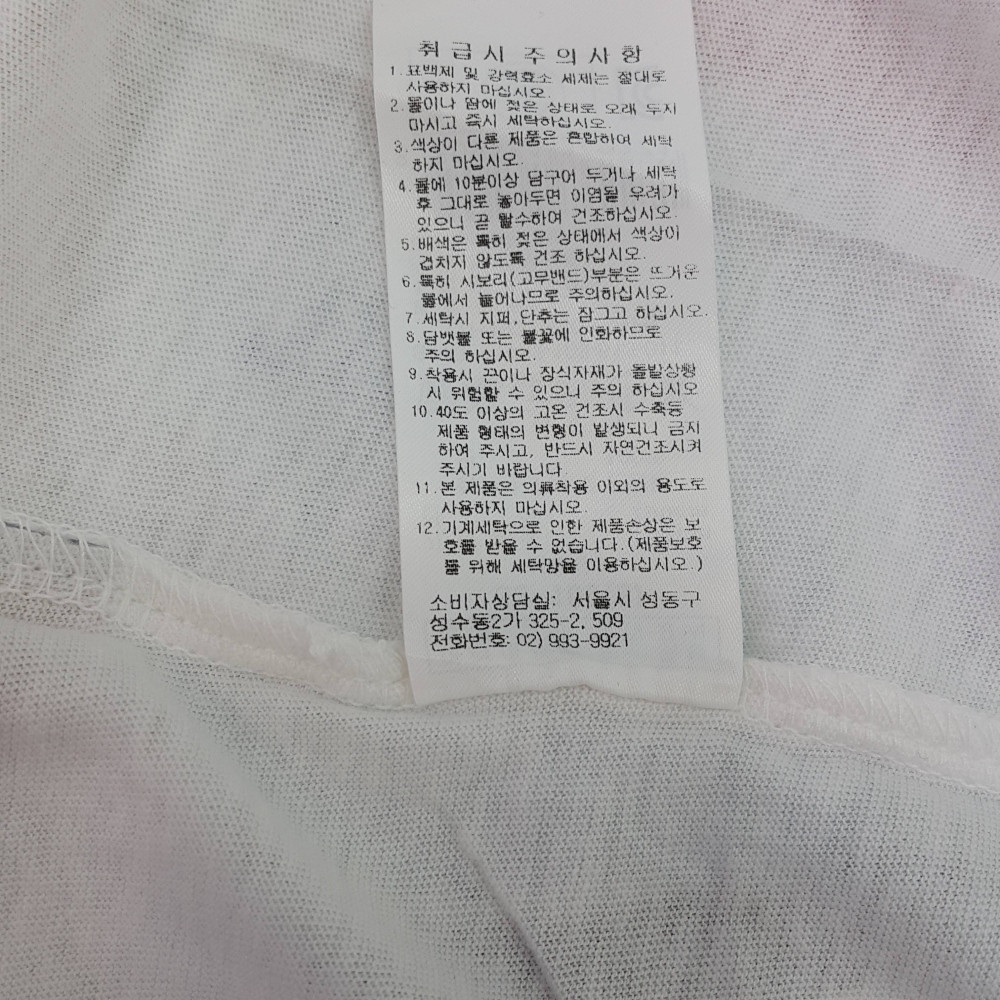 취급시 주의사항
1.표백제 및 강력효소 세제는 절대로
사용하지 마십시오.
2.물이나 땀에 젖은 상태로 오래 두지
마시고 즉시 세탁하십시오.
3.색상이 다른 제품은 혼합하여 세탁
하지 마십시오.
4.물에 10분이상 담구어 두거나 세탁
후 그대로 놓아두면 이염될 우려가
있으니 곧 탈수하여 건조하십시오.
5.배색은 특히 젖은 상태에서 색상이
겹치지 않도록 건조 하십시오.
6.특히 시보리(고무밴드)부분은 뜨거운
물에서 늘어나므로 주의하십시오.
7.세탁시 지퍼,단추는 잠그고 하십시오.
8.담뱃불 또는 불꽃에 인화하므로
주의 하십시오.
9.착용시 끈이나 장식자재가 돌발상황
시 위험할 수 있으니 주의 하십시오
10.40도 이상의 고온 건조시 수축등
제품 형태의 변형이 발생되니 금지
하여 주시고, 반드시 자연건조시켜
주시기 바랍니다.
11.본 제품은 의류착용 이외의 용도로
사용하지 마십시오.
12.기계세탁으로 인한 제품손상은 보
호를 받을 수 없습니다.(제품보호
를 위해 세탁망을 이용하십시오.)
소비자상담실: 서울시 성동구
성수동2가 325-2, 509
전화번호: 02) 993-9921